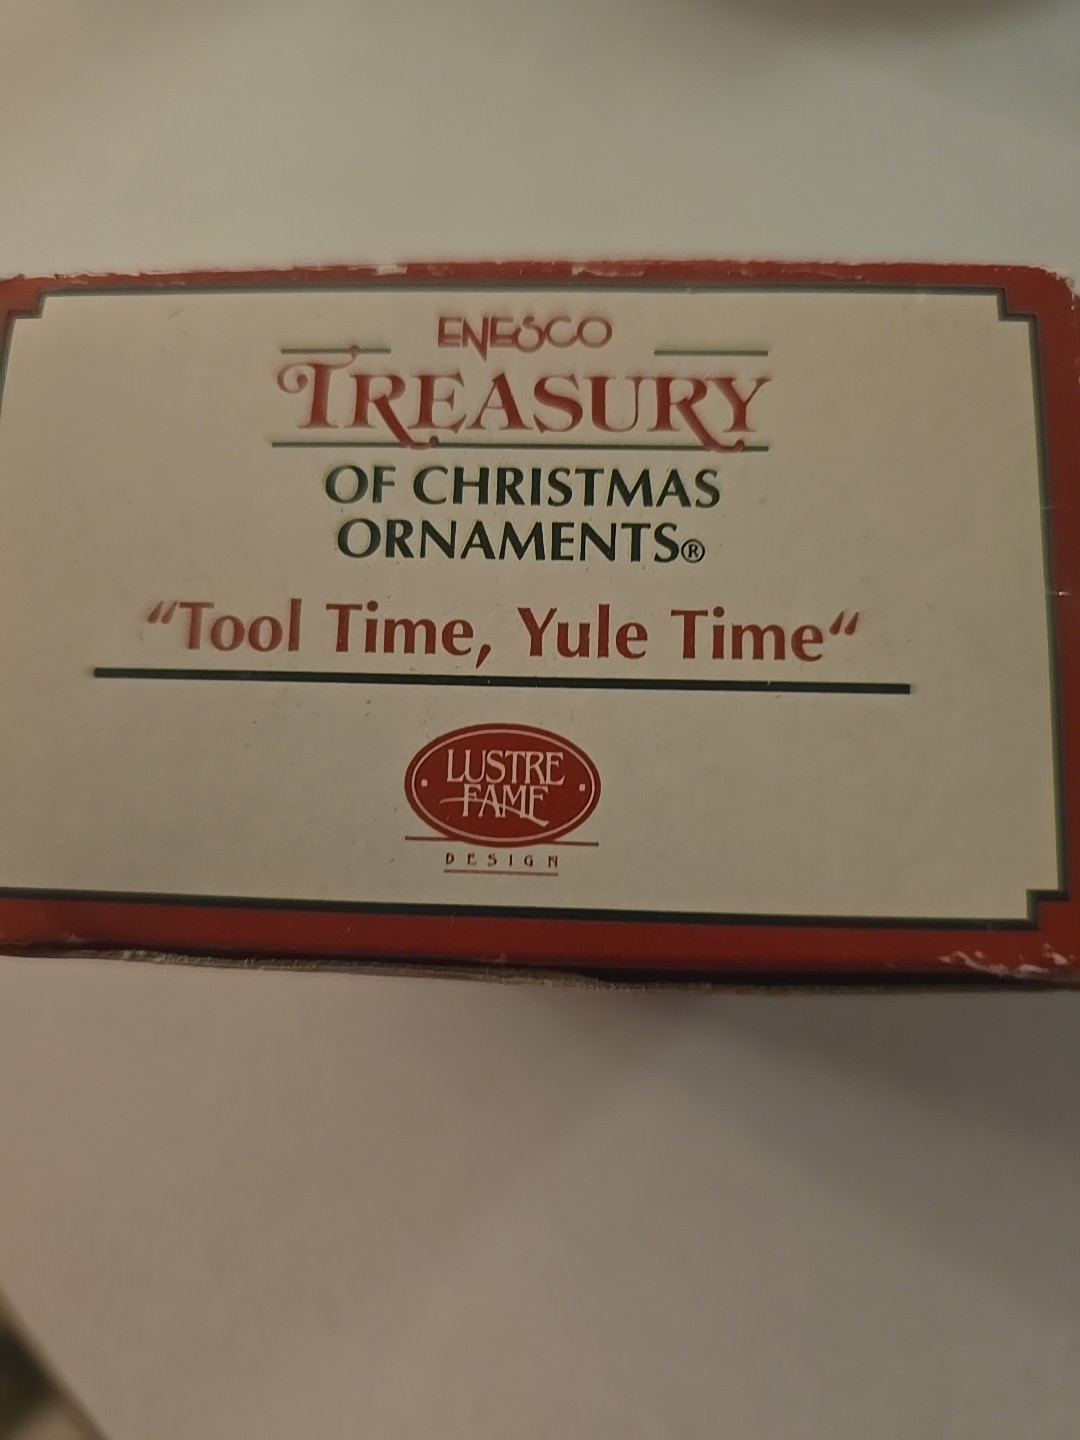 ENESCO
TREASURY
OF CHRISTMAS
ORNAMENTS®
“Tool Time, Yule Time“
LUSTRE
FAME
DESIGN